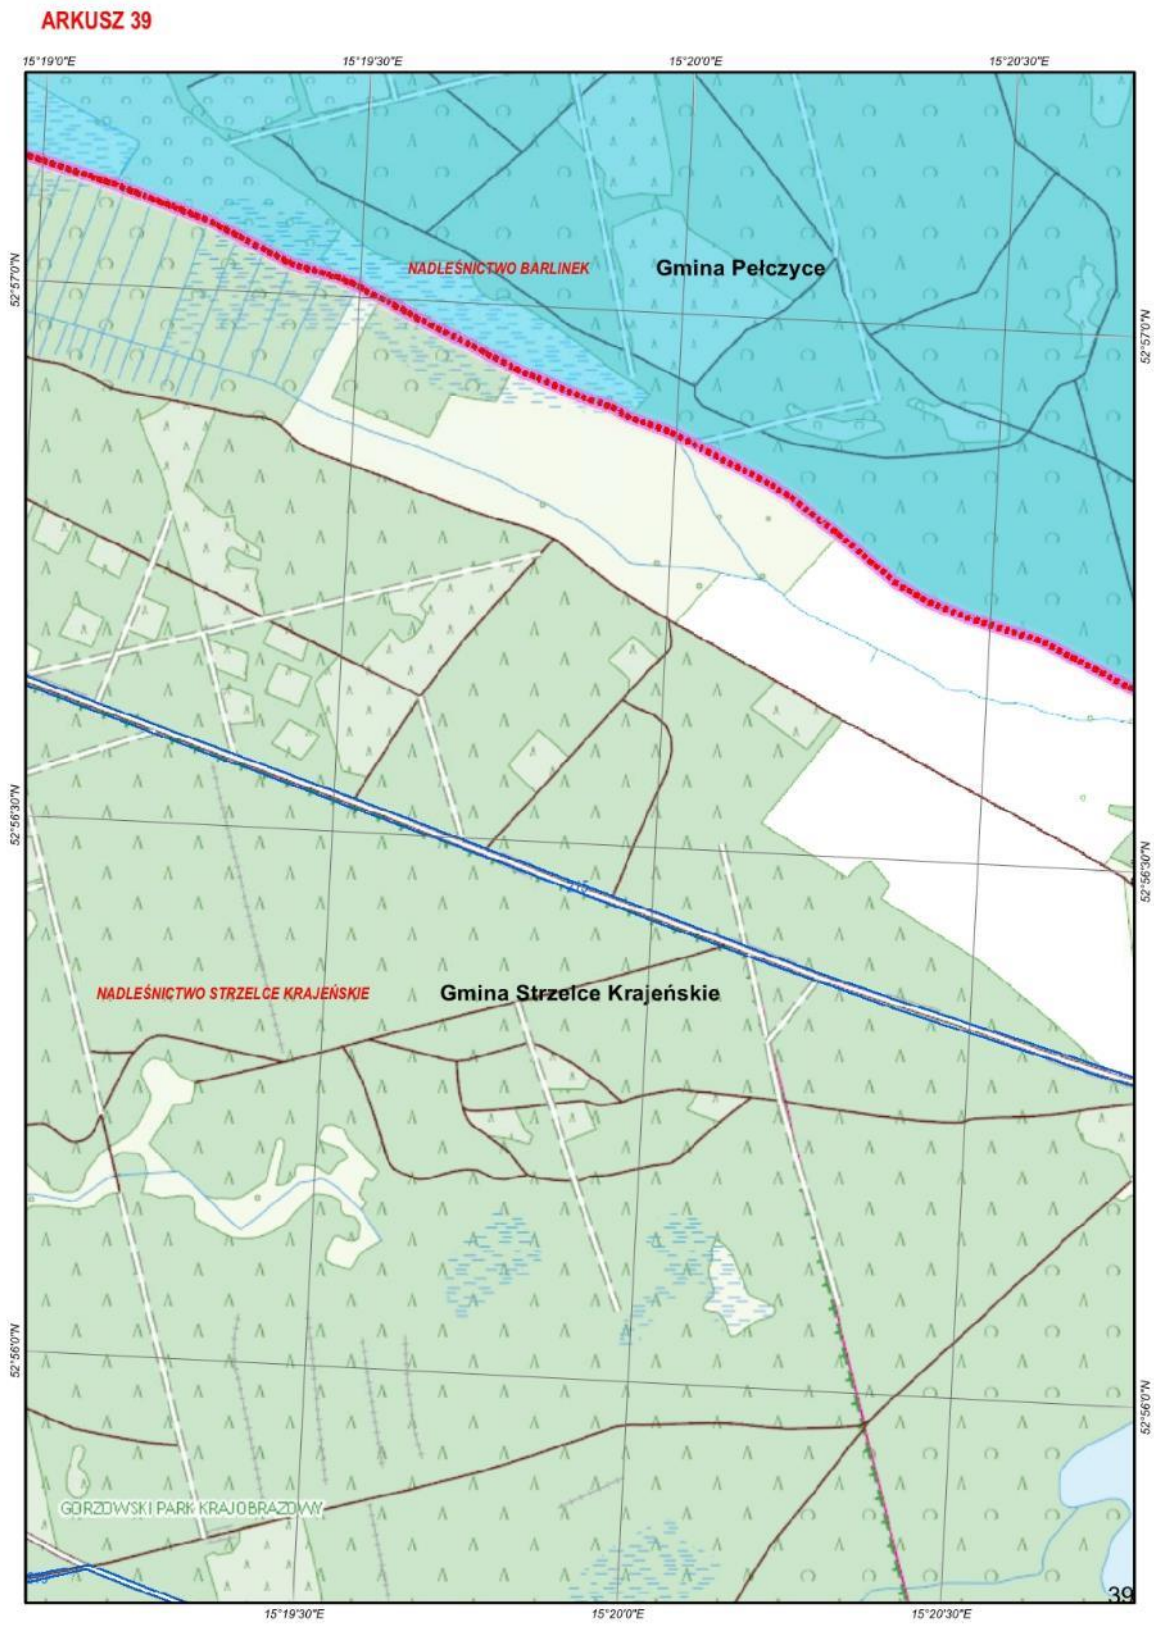 ARKUSZ 39
15°19'0"E 15°19'30"E 15°20'0"E 15°20'30"E
52°57'0"N
NADLEŚNICTWO BARLINEK
Gmina Pełczyce
52°57'0"N
52°56'30"N
52°56'30"N
NADLEŚNICTWO STRZELCE KRAJEŃSKIE
Gmina Strzelce Krajeńskie
52°56'0"N
52°56'0"N
GORZOWSKI PARK KRAJOBRAZOWY
39
15°19'30"E 15°20'0"E 15°20'30"E